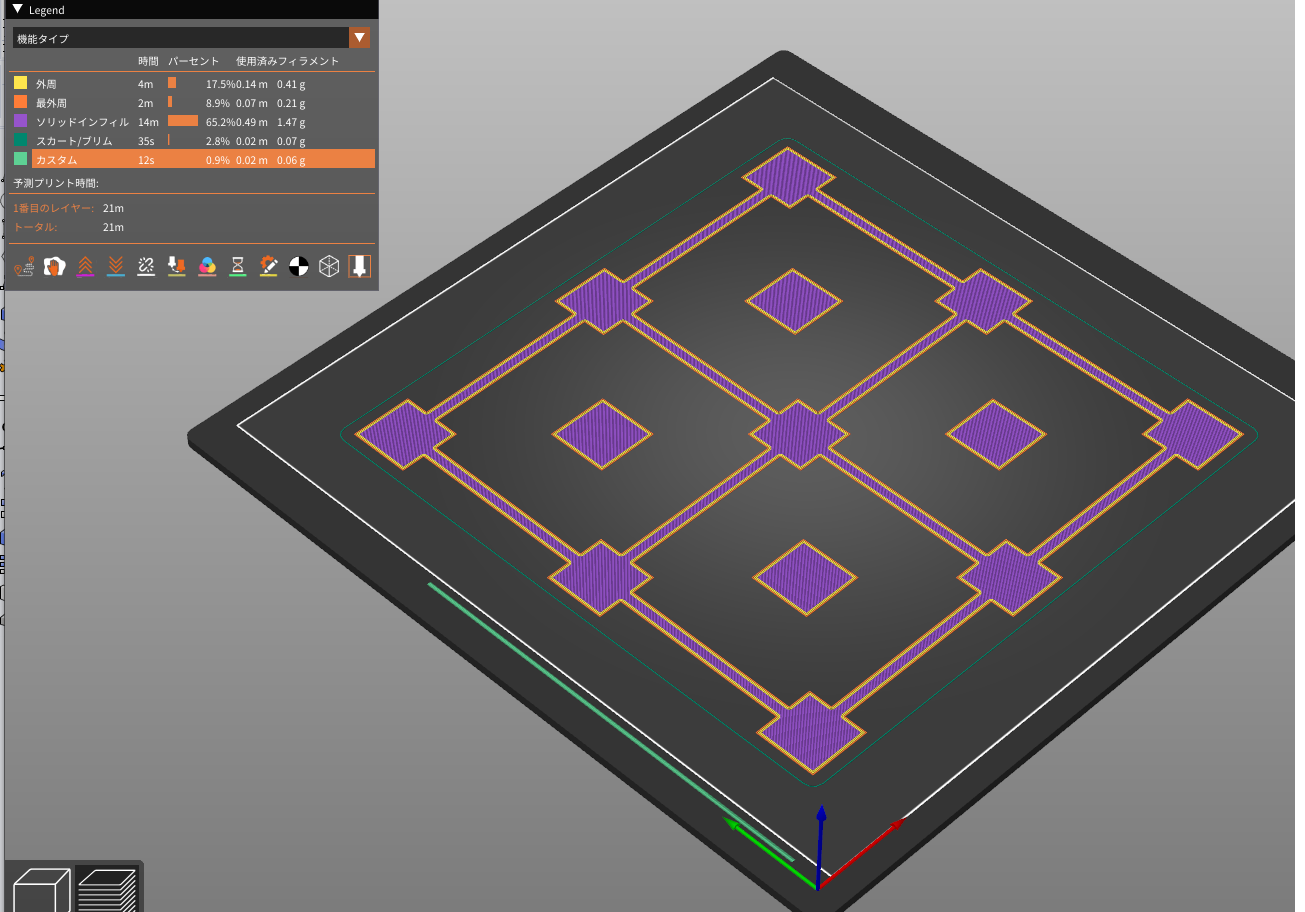 Legend
機能タイプ
時間 パーセント 使用済みフィラメント
外周 4m 17.5% 0.14 m 0.41 g
最外周 2m 8.9% 0.07 m 0.21 g
ソリッドインフィル 14m 65.2% 0.49 m 1.47 g
スカート/ブリム 35s 2.8% 0.02 m 0.07 g
カスタム 12s 0.9% 0.02 m 0.06 g
予測プリント時間:
1番目のレイヤー: 21m
トータル: 21m